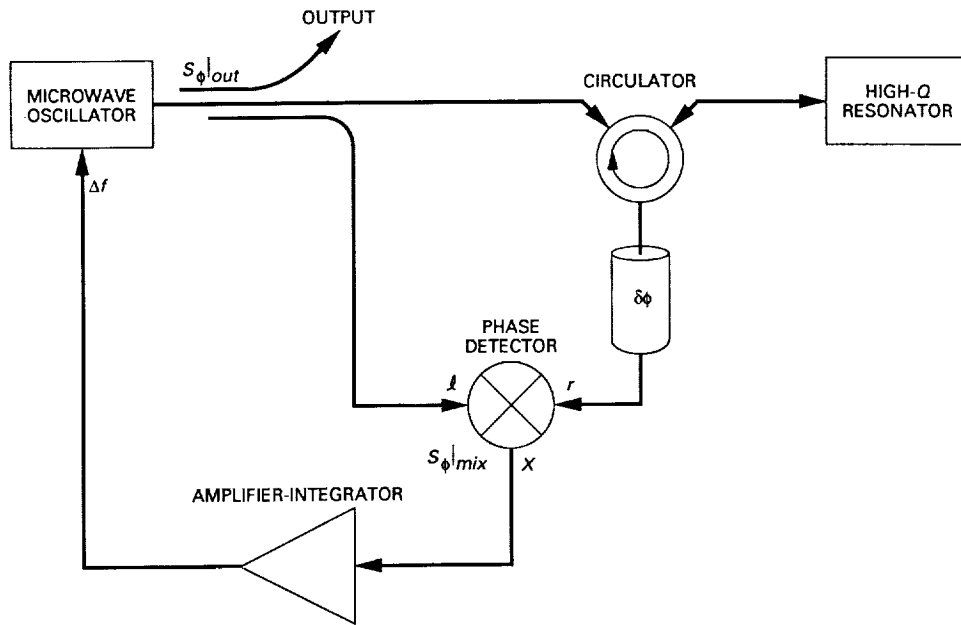 OUTPUT
Sϕ|out
MICROWAVE
OSCILLATOR
CIRCULATOR
HIGH-Q
RESONATOR
Δf
δϕ
PHASE
DETECTOR
ℓ
r
Sϕ|mix
X
AMPLIFIER-INTEGRATOR